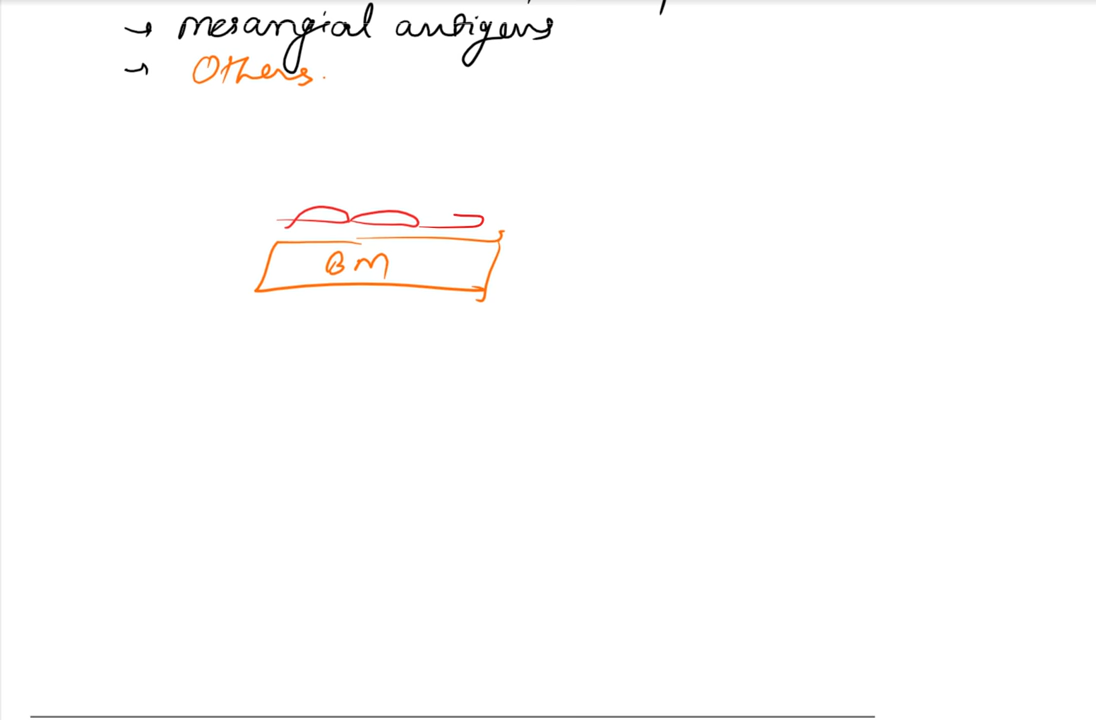 → mesangial antigens
→ Others.
BM